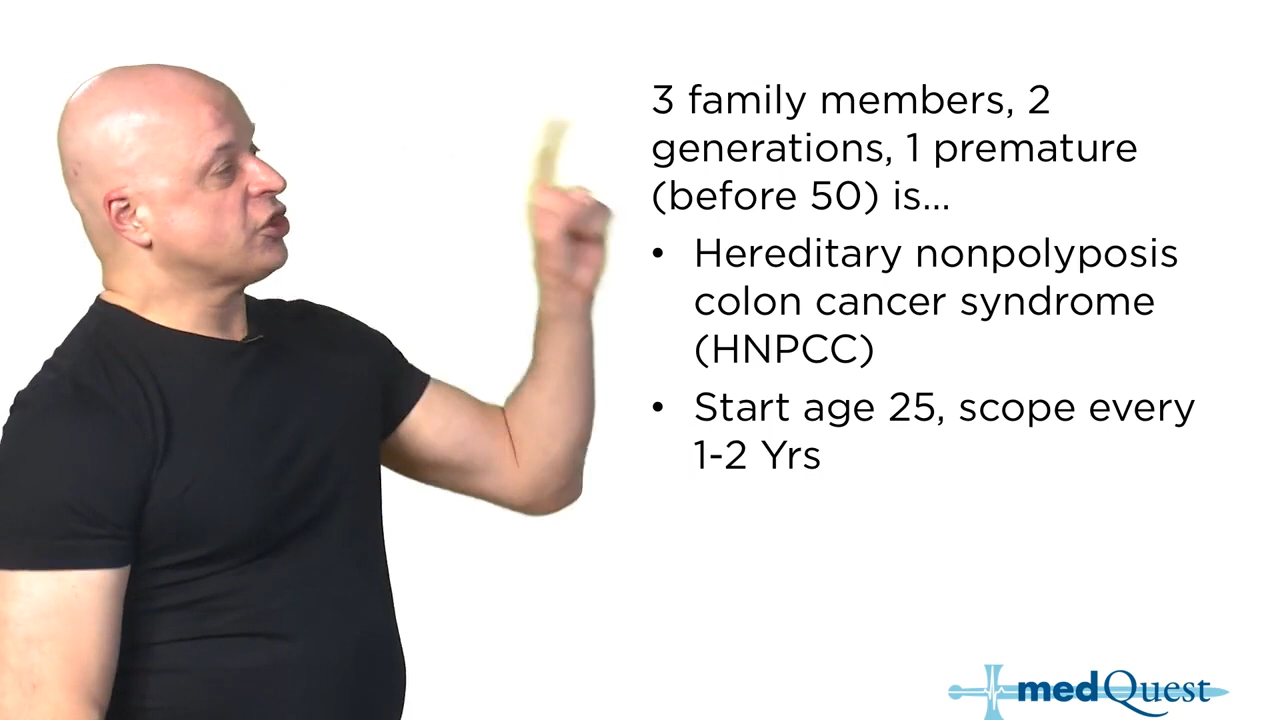 3 family members, 2
generations, 1 premature
(before 50) is...
• Hereditary nonpolyposis
colon cancer syndrome
(HNPCC)
• Start age 25, scope every
1-2 Yrs
medQuest